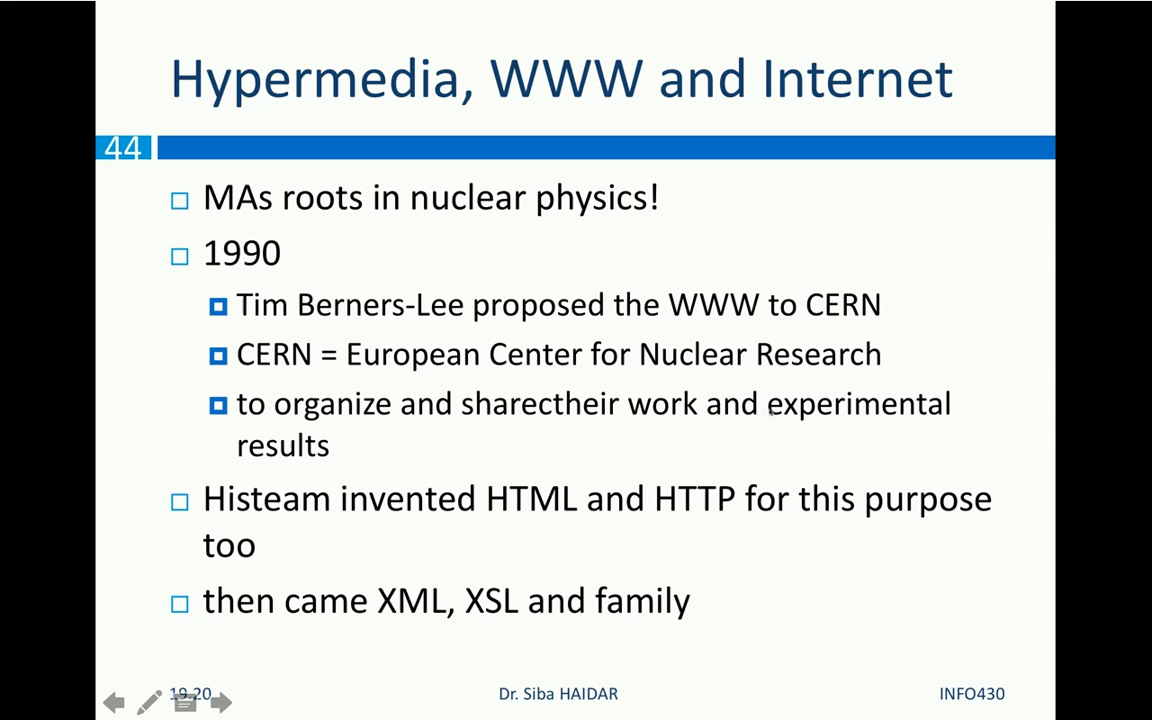 Hypermedia, WWW and Internet
44
MAs roots in nuclear physics!
1990
Tim Berners-Lee proposed the WWW to CERN
CERN = European Center for Nuclear Research
to organize and sharectheir work and experimental
results
Histeam invented HTML and HTTP for this purpose
too
then came XML, XSL and family
19.20 Dr. Siba HAIDAR INFO430